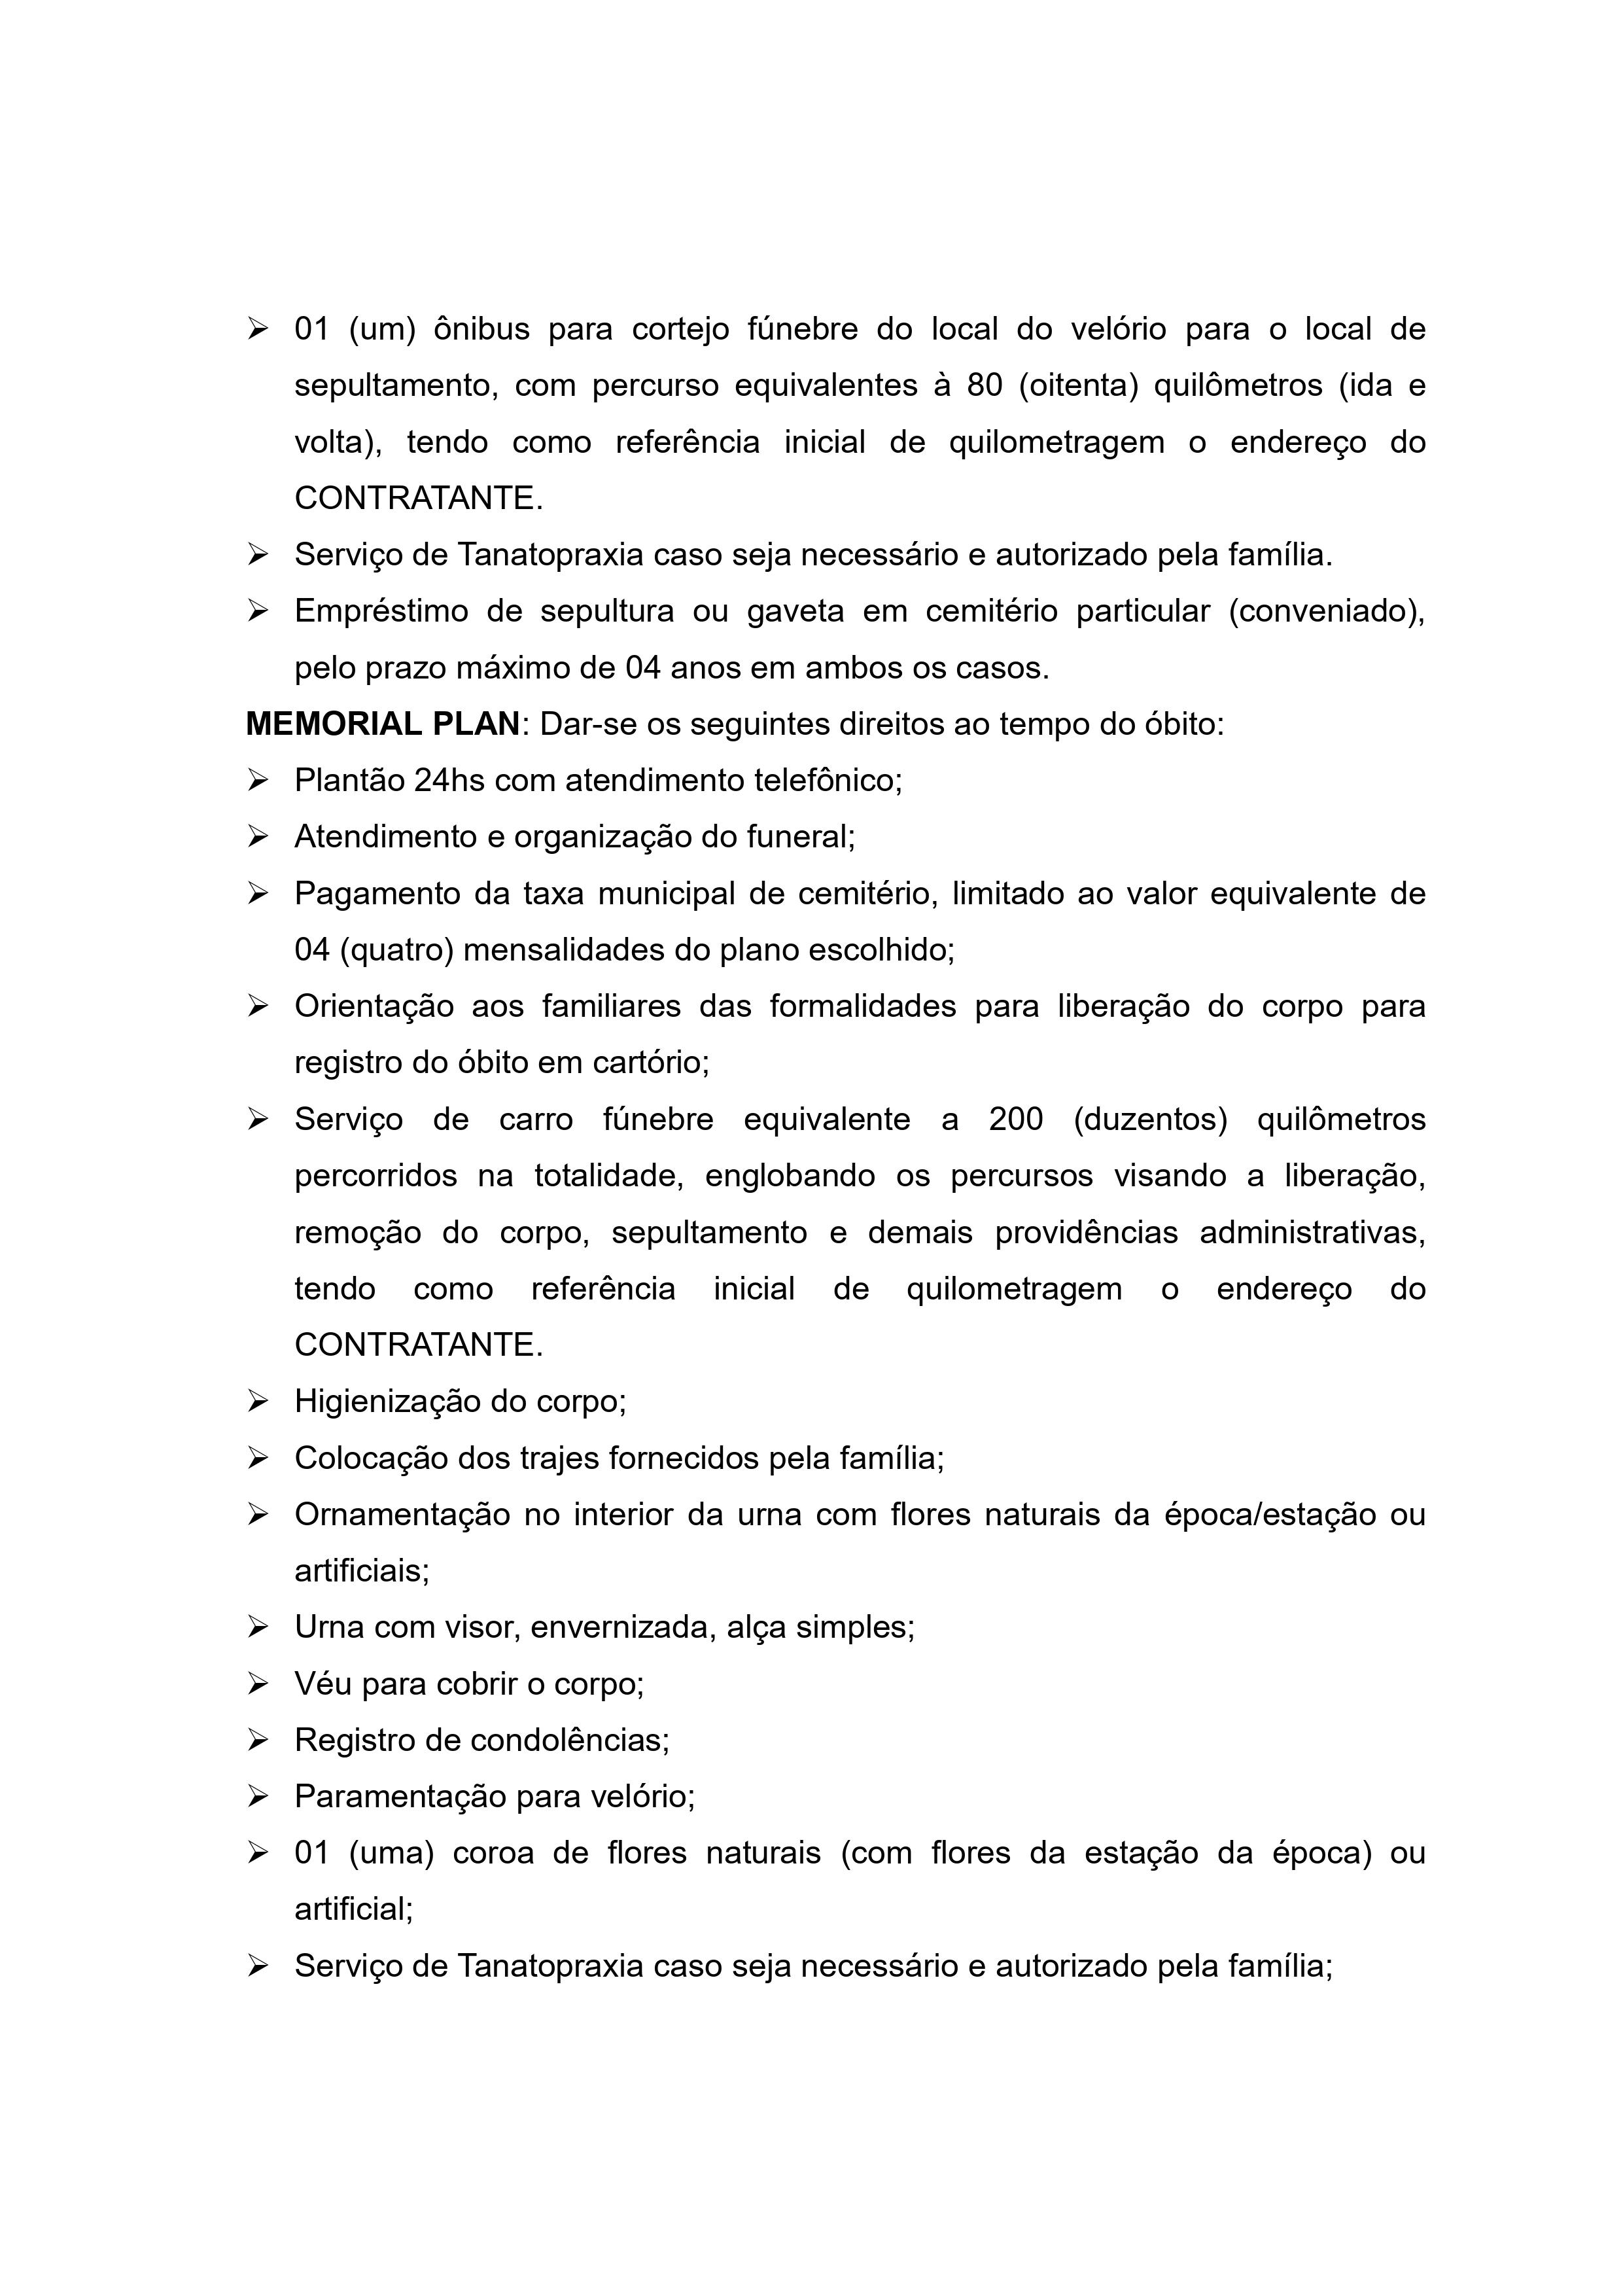 ➢ 01 (um) ônibus para cortejo fúnebre do local do velório para o local de
sepultamento, com percurso equivalentes à 80 (oitenta) quilômetros (ida e
volta), tendo como referência inicial de quilometragem o endereço do
CONTRATANTE.
➢ Serviço de Tanatopraxia caso seja necessário e autorizado pela família.
➢ Empréstimo de sepultura ou gaveta em cemitério particular (conveniado),
pelo prazo máximo de 04 anos em ambos os casos.
MEMORIAL PLAN: Dar-se os seguintes direitos ao tempo do óbito:
➢ Plantão 24hs com atendimento telefônico;
➢ Atendimento e organização do funeral;
➢ Pagamento da taxa municipal de cemitério, limitado ao valor equivalente de
04 (quatro) mensalidades do plano escolhido;
➢ Orientação aos familiares das formalidades para liberação do corpo para
registro do óbito em cartório;
➢ Serviço de carro fúnebre equivalente a 200 (duzentos) quilômetros
percorridos na totalidade, englobando os percursos visando a liberação,
remoção do corpo, sepultamento e demais providências administrativas,
tendo como referência inicial de quilometragem o endereço do
CONTRATANTE.
➢ Higienização do corpo;
➢ Colocação dos trajes fornecidos pela família;
➢ Ornamentação no interior da urna com flores naturais da época/estação ou
artificiais;
➢ Urna com visor, envernizada, alça simples;
➢ Véu para cobrir o corpo;
➢ Registro de condolências;
➢ Paramentação para velório;
➢ 01 (uma) coroa de flores naturais (com flores da estação da época) ou
artificial;
➢ Serviço de Tanatopraxia caso seja necessário e autorizado pela família;